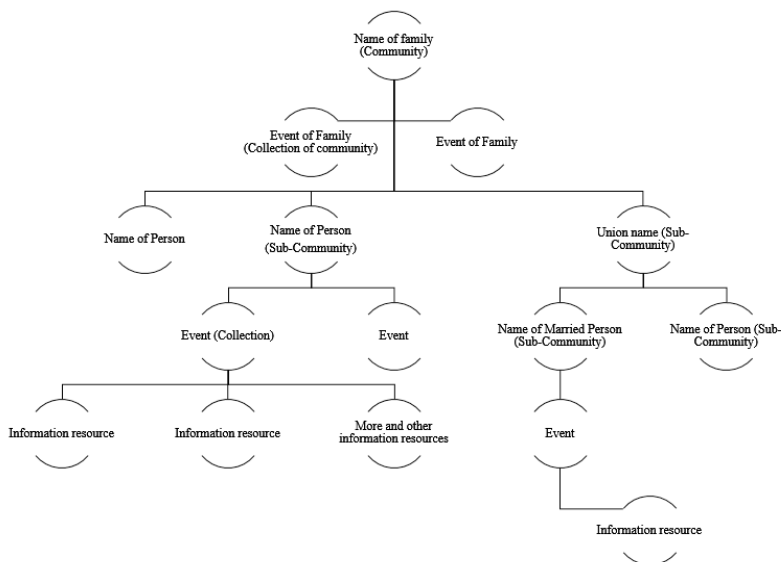 Name of family
(Community)
Event of Family
(Collection of community)
Event of Family
Name of Person
Name of Person
(Sub-Community)
Union name (Sub-
Community)
Event (Collection)
Event
Name of Married Person
(Sub-Community)
Name of Person (Sub-
Community)
Information resource
Information resource
More and other
information resources
Event
Information resource